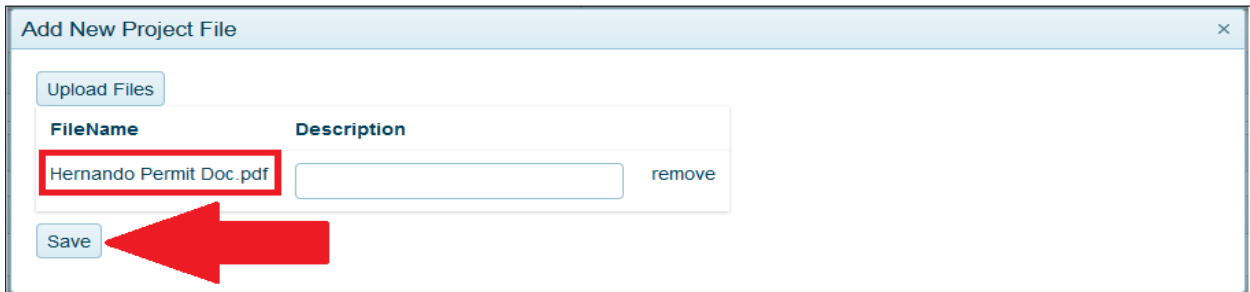 Add New Project File ×
Upload Files
FileName Description
Hernando Permit Doc.pdf remove
Save